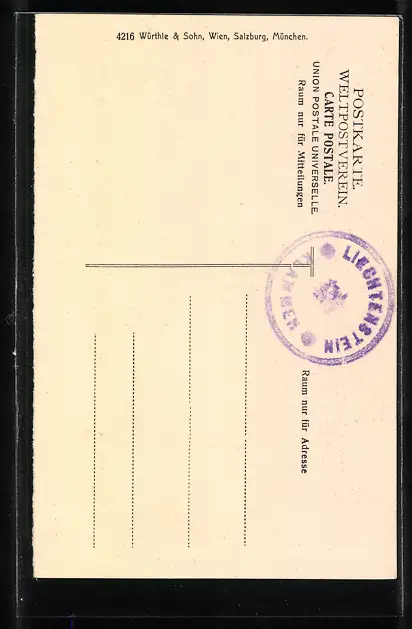 4216 Würthle & Sohn, Wien, Salzburg, München.
POSTKARTE
WELTPOSTVEREIN.
CARTE POSTALE.
UNION POSTALE UNIVERSELLE.
Raum nur für Mitteilungen
LIECHTENSTEIN
Raum nur für Adresse